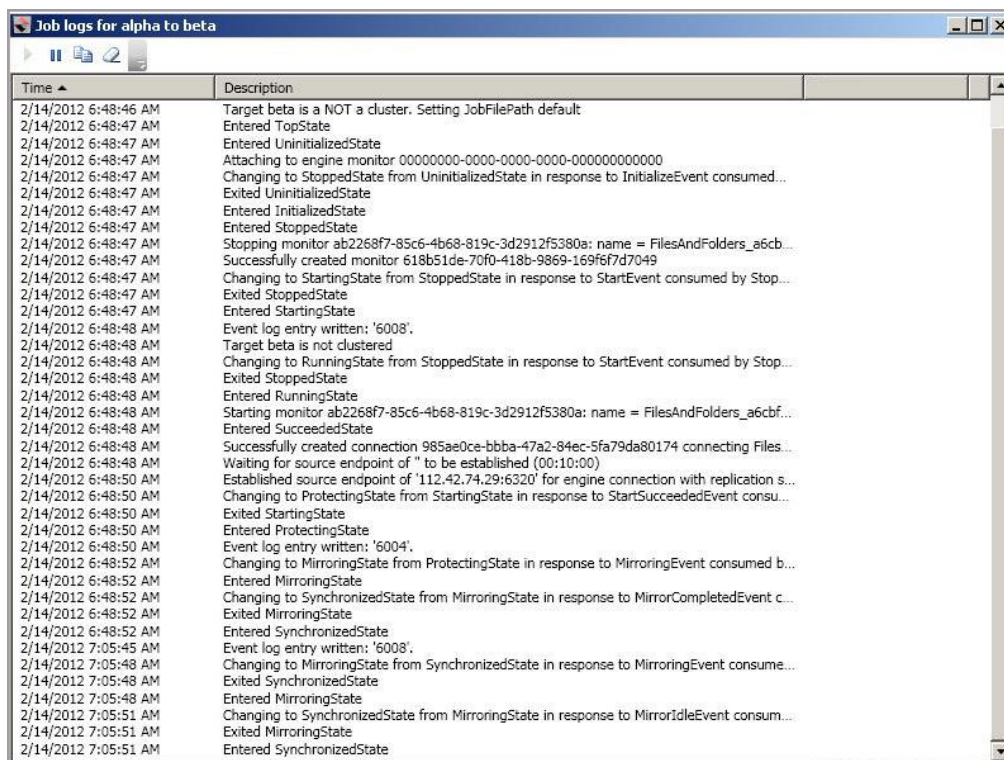 Job logs for alpha to beta
Time Description
2/14/2012 6:48:46 AM Target beta is a NOT a cluster. Setting JobFilePath default
2/14/2012 6:48:47 AM Entered TopState
2/14/2012 6:48:47 AM Entered UninitializedState
2/14/2012 6:48:47 AM Attaching to engine monitor 00000000-0000-0000-0000-000000000000
2/14/2012 6:48:47 AM Changing to StoppedState from UninitializedState in response to InitializeEvent consumed...
2/14/2012 6:48:47 AM Exited UninitializedState
2/14/2012 6:48:47 AM Entered InitializedState
2/14/2012 6:48:47 AM Entered StoppedState
2/14/2012 6:48:47 AM Stopping monitor ab2268f7-85c6-4b68-819c-3d2912f5380a: name = FilesAndFolders_a6cb...
2/14/2012 6:48:47 AM Successfully created monitor 618b51de-70f0-418b-9869-169f6f7d7049
2/14/2012 6:48:47 AM Changing to StartingState from StoppedState in response to StartEvent consumed by Stop...
2/14/2012 6:48:47 AM Exited StoppedState
2/14/2012 6:48:47 AM Entered StartingState
2/14/2012 6:48:48 AM Event log entry written: '6008'.
2/14/2012 6:48:48 AM Target beta is not clustered
2/14/2012 6:48:48 AM Changing to RunningState from StoppedState in response to StartEvent consumed by Stop...
2/14/2012 6:48:48 AM Exited StoppedState
2/14/2012 6:48:48 AM Entered RunningState
2/14/2012 6:48:48 AM Starting monitor ab2268f7-85c6-4b68-819c-3d2912f5380a: name = FilesAndFolders_a6cbf...
2/14/2012 6:48:48 AM Entered SucceededState
2/14/2012 6:48:48 AM Successfully created connection 985ae0ce-bbba-47a2-84ec-5fa79da80174 connecting Files...
2/14/2012 6:48:48 AM Waiting for source endpoint of '' to be established (00:10:00)
2/14/2012 6:48:50 AM Established source endpoint of '112.42.74.29:6320' for engine connection with replication s...
2/14/2012 6:48:50 AM Changing to ProtectingState from StartingState in response to StartSucceededEvent consu...
2/14/2012 6:48:50 AM Exited StartingState
2/14/2012 6:48:50 AM Entered ProtectingState
2/14/2012 6:48:50 AM Event log entry written: '6004'.
2/14/2012 6:48:52 AM Changing to MirroringState from ProtectingState in response to MirroringEvent consumed b...
2/14/2012 6:48:52 AM Entered MirroringState
2/14/2012 6:48:52 AM Changing to SynchronizedState from MirroringState in response to MirrorCompletedEvent c...
2/14/2012 6:48:52 AM Exited MirroringState
2/14/2012 6:48:52 AM Entered SynchronizedState
2/14/2012 7:05:45 AM Event log entry written: '6008'.
2/14/2012 7:05:48 AM Changing to MirroringState from SynchronizedState in response to MirroringEvent consume...
2/14/2012 7:05:48 AM Exited SynchronizedState
2/14/2012 7:05:48 AM Entered MirroringState
2/14/2012 7:05:51 AM Changing to SynchronizedState from MirroringState in response to MirrorIdleEvent consum...
2/14/2012 7:05:51 AM Exited MirroringState
2/14/2012 7:05:51 AM Entered SynchronizedState